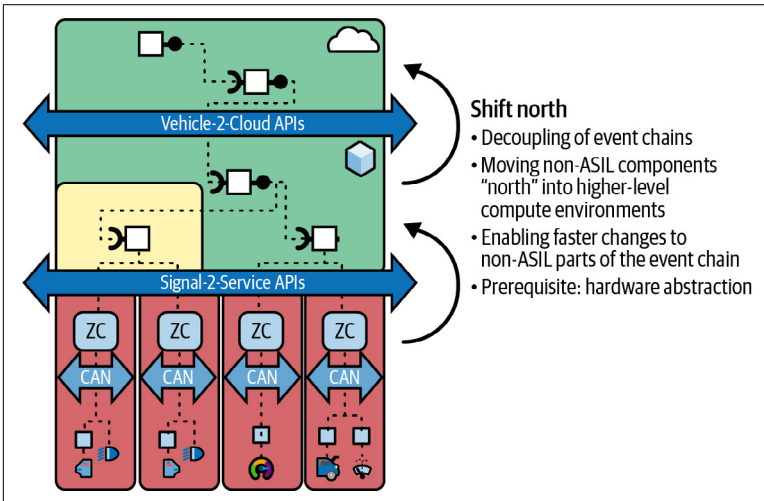 Vehicle-2-Cloud APIs
Signal-2-Service APIs
ZC
ZC
ZC
ZC
CAN
CAN
CAN
CAN
Shift north
• Decoupling of event chains
• Moving non-ASIL components
“north” into higher-level
compute environments
• Enabling faster changes to
non-ASIL parts of the event chain
• Prerequisite: hardware abstraction